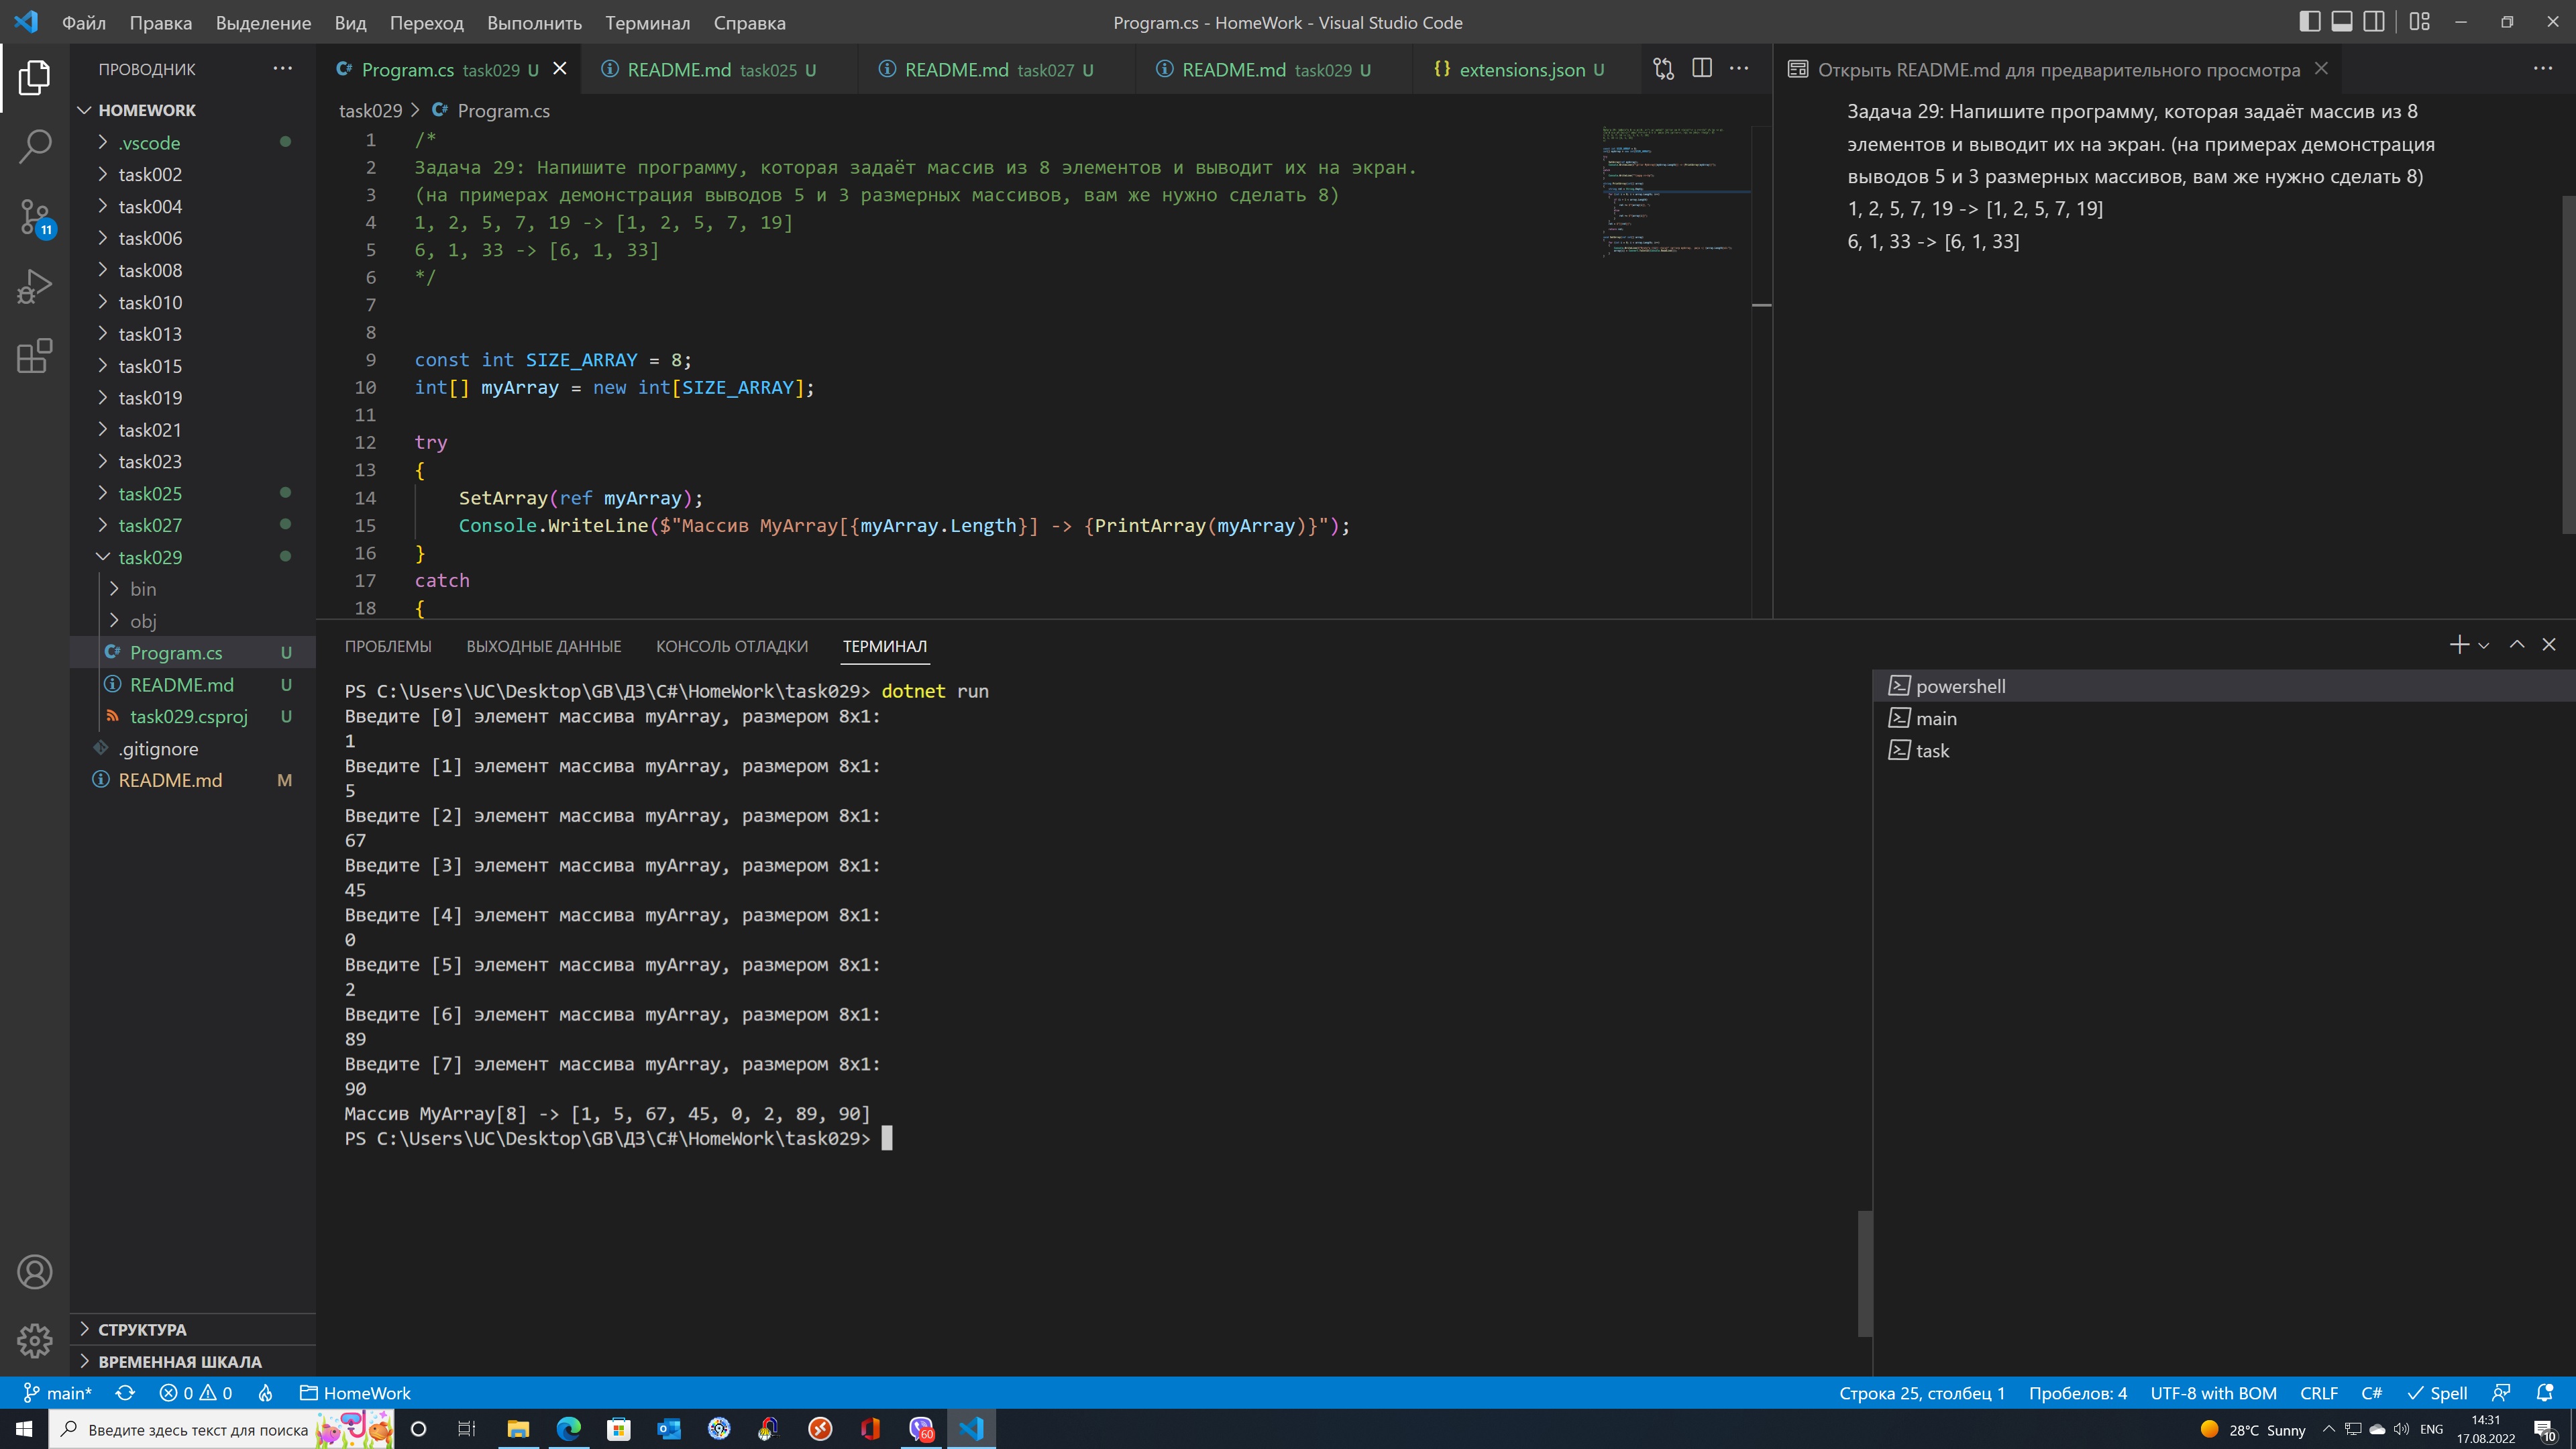 Файл Правка Выделение Вид Переход Выполнить Терминал Справка
Program.cs - HomeWork - Visual Studio Code
ПРОВОДНИК
HOMEWORK
.vscode
task002
task004
task006
task008
task010
task013
task015
task019
task021
task023
task025
task027
task029
bin
obj
Program.cs U
README.md U
task029.csproj U
.gitignore
README.md M
СТРУКТУРА
ВРЕМЕННАЯ ШКАЛА
11
Program.cs task029 U
README.md task025 U
README.md task027 U
README.md task029 U
{} extensions.json U
task029 > Program.cs
1 /*
2 Задача 29: Напишите программу, которая задаёт массив из 8 элементов и выводит их на экран.
3 (на примерах демонстрация выводов 5 и 3 размерных массивов, вам же нужно сделать 8)
4 1, 2, 5, 7, 19 -> [1, 2, 5, 7, 19]
5 6, 1, 33 -> [6, 1, 33]
6 */
7
8
9 const int SIZE_ARRAY = 8;
10 int[] myArray = new int[SIZE_ARRAY];
11
12 try
13 {
14 SetArray(ref myArray);
15 Console.WriteLine($"Массив MyArray[{myArray.Length}] -> {PrintArray(myArray)}");
16 }
17 catch
18 {
Открыть README.md для предварительного просмотра
Задача 29: Напишите программу, которая задаёт массив из 8
элементов и выводит их на экран. (на примерах демонстрация
выводов 5 и 3 размерных массивов, вам же нужно сделать 8)
1, 2, 5, 7, 19 -> [1, 2, 5, 7, 19]
6, 1, 33 -> [6, 1, 33]
ПРОБЛЕМЫ ВЫХОДНЫЕ ДАННЫЕ КОНСОЛЬ ОТЛАДКИ ТЕРМИНАЛ
PS C:\Users\UC\Desktop\GB\ДЗ\C#\HomeWork\task029> dotnet run
Введите [0] элемент массива myArray, размером 8x1:
1
Введите [1] элемент массива myArray, размером 8x1:
5
Введите [2] элемент массива myArray, размером 8x1:
67
Введите [3] элемент массива myArray, размером 8x1:
45
Введите [4] элемент массива myArray, размером 8x1:
0
Введите [5] элемент массива myArray, размером 8x1:
2
Введите [6] элемент массива myArray, размером 8x1:
89
Введите [7] элемент массива myArray, размером 8x1:
90
Массив MyArray[8] -> [1, 5, 67, 45, 0, 2, 89, 90]
PS C:\Users\UC\Desktop\GB\ДЗ\C#\HomeWork\task029>
powershell
main
task
main* 0 0 HomeWork
Строка 25, столбец 1 Пробелов: 4 UTF-8 with BOM CRLF C# Spell
Введите здесь текст для поиска
60
28°C Sunny
ENG
14:31
17.08.2022
10